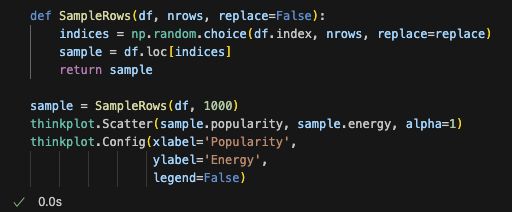 def SampleRows(df, nrows, replace=False):
    indices = np.random.choice(df.index, nrows, replace=replace)
    sample = df.loc[indices]
    return sample

sample = SampleRows(df, 1000)
thinkplot.Scatter(sample.popularity, sample.energy, alpha=1)
thinkplot.Config(xlabel='Popularity',
                 ylabel='Energy',
                 legend=False)
✓ 0.0s